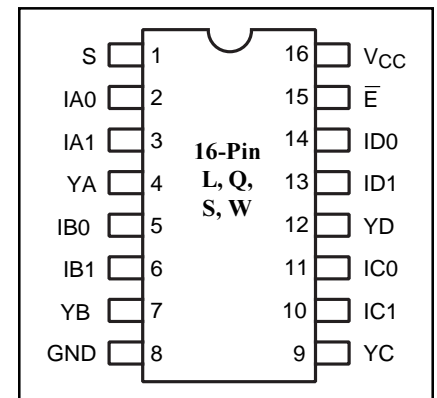 S 1 16 VCC
IA0 2 15 E̅
IA1 3 14 ID0
16-Pin
YA 4 13 ID1
L, Q,
S, W
IB0 5 12 YD
IB1 6 11 IC0
YB 7 10 IC1
GND 8 9 YC